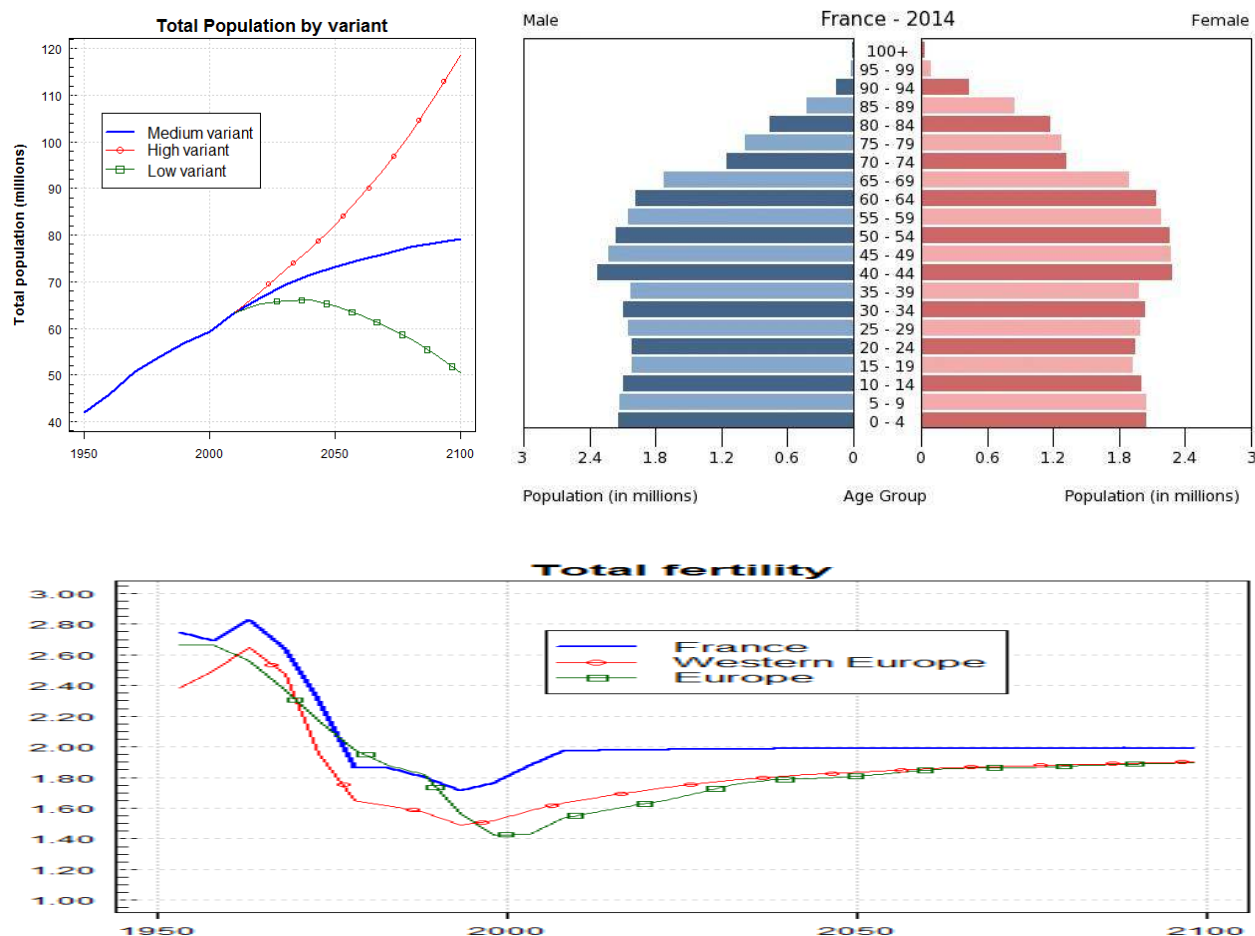 Total Population by variant
Total population (millions)
120
110
100
90
80
70
60
50
40
Medium variant
High variant
Low variant
1950 2000 2050 2100
Male France - 2014 Female
100+
95 - 99
90 - 94
85 - 89
80 - 84
75 - 79
70 - 74
65 - 69
60 - 64
55 - 59
50 - 54
45 - 49
40 - 44
35 - 39
30 - 34
25 - 29
20 - 24
15 - 19
10 - 14
5 - 9
0 - 4
3 2.4 1.8 1.2 0.6 0 0 0.6 1.2 1.8 2.4 3
Population (in millions) Age Group Population (in millions)
Total fertility
3.00
2.80
2.60
2.40
2.20
2.00
1.80
1.60
1.40
1.20
1.00
France
Western Europe
Europe
1950 2000 2050 2100